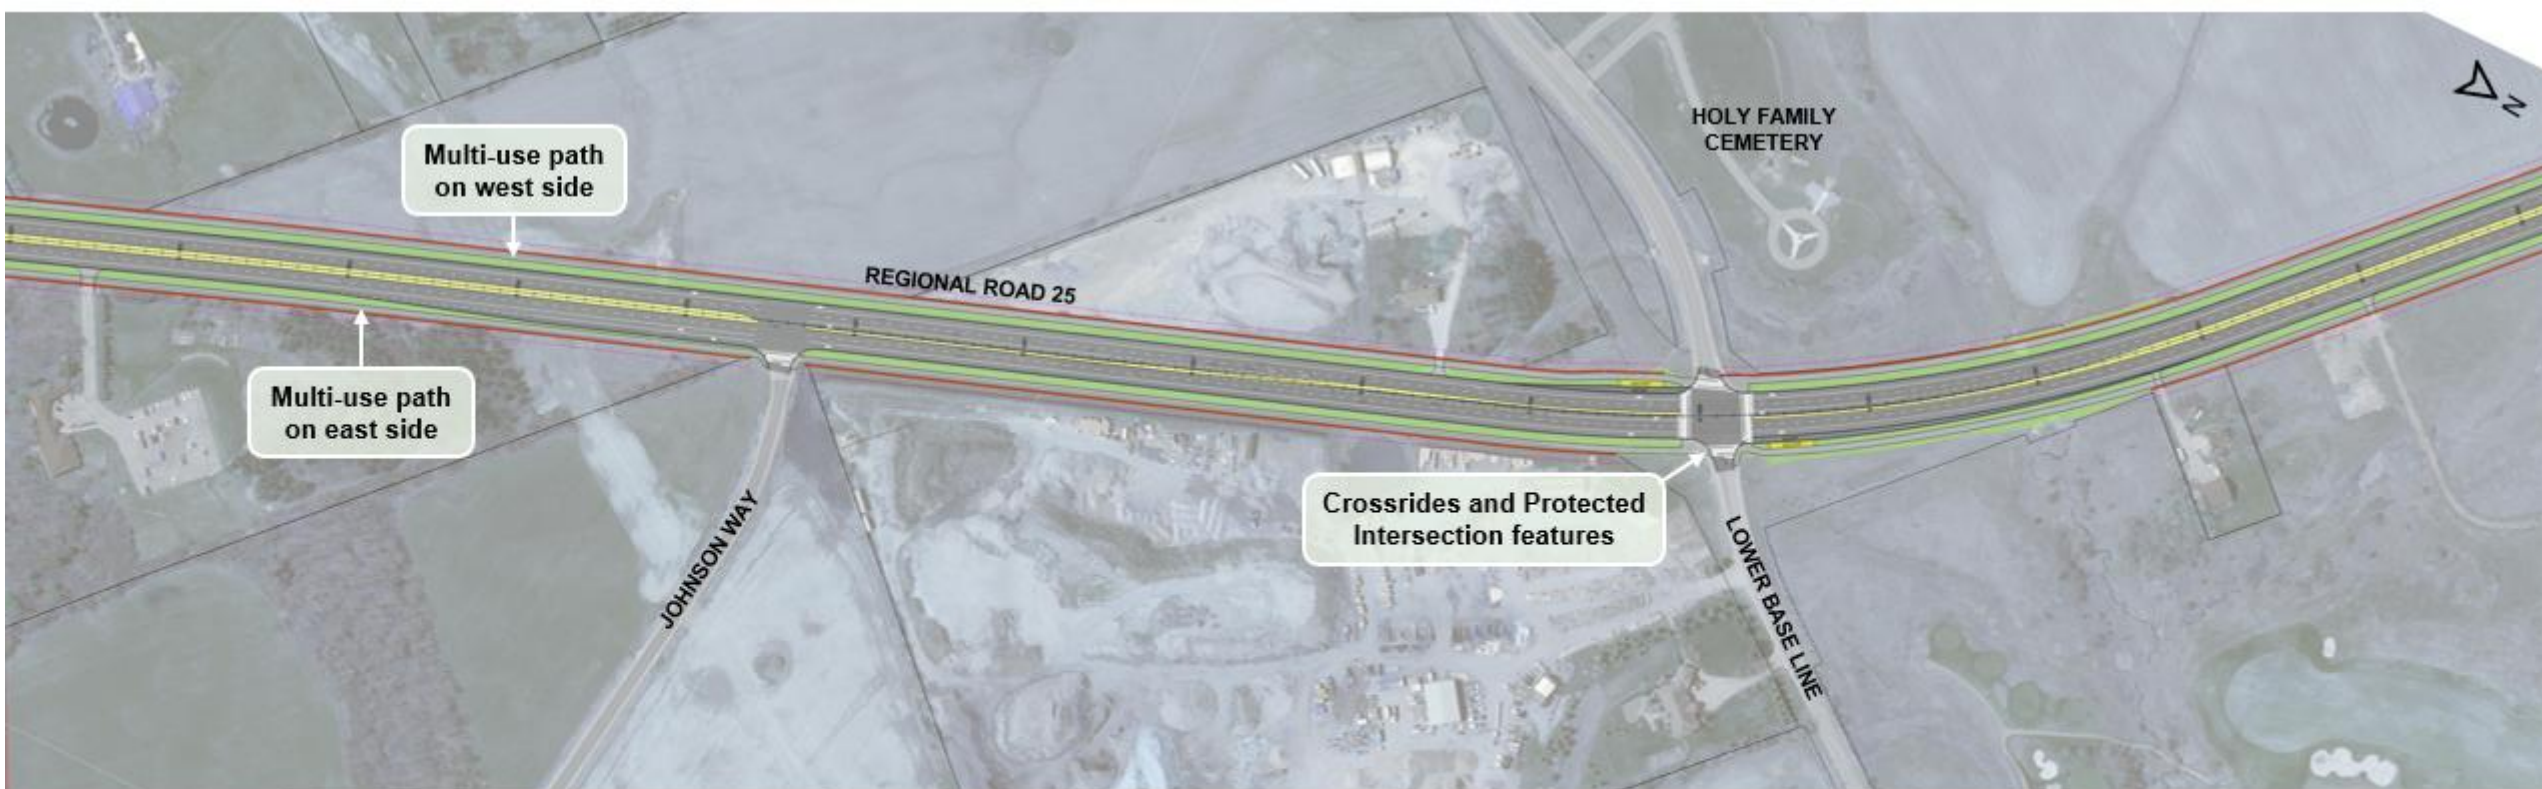 HOLY FAMILY
CEMETERY
N
Multi-use path
on west side
REGIONAL ROAD 25
Multi-use path
on east side
Crossrides and Protected
Intersection features
JOHNSON WAY
LOWER BASE LINE